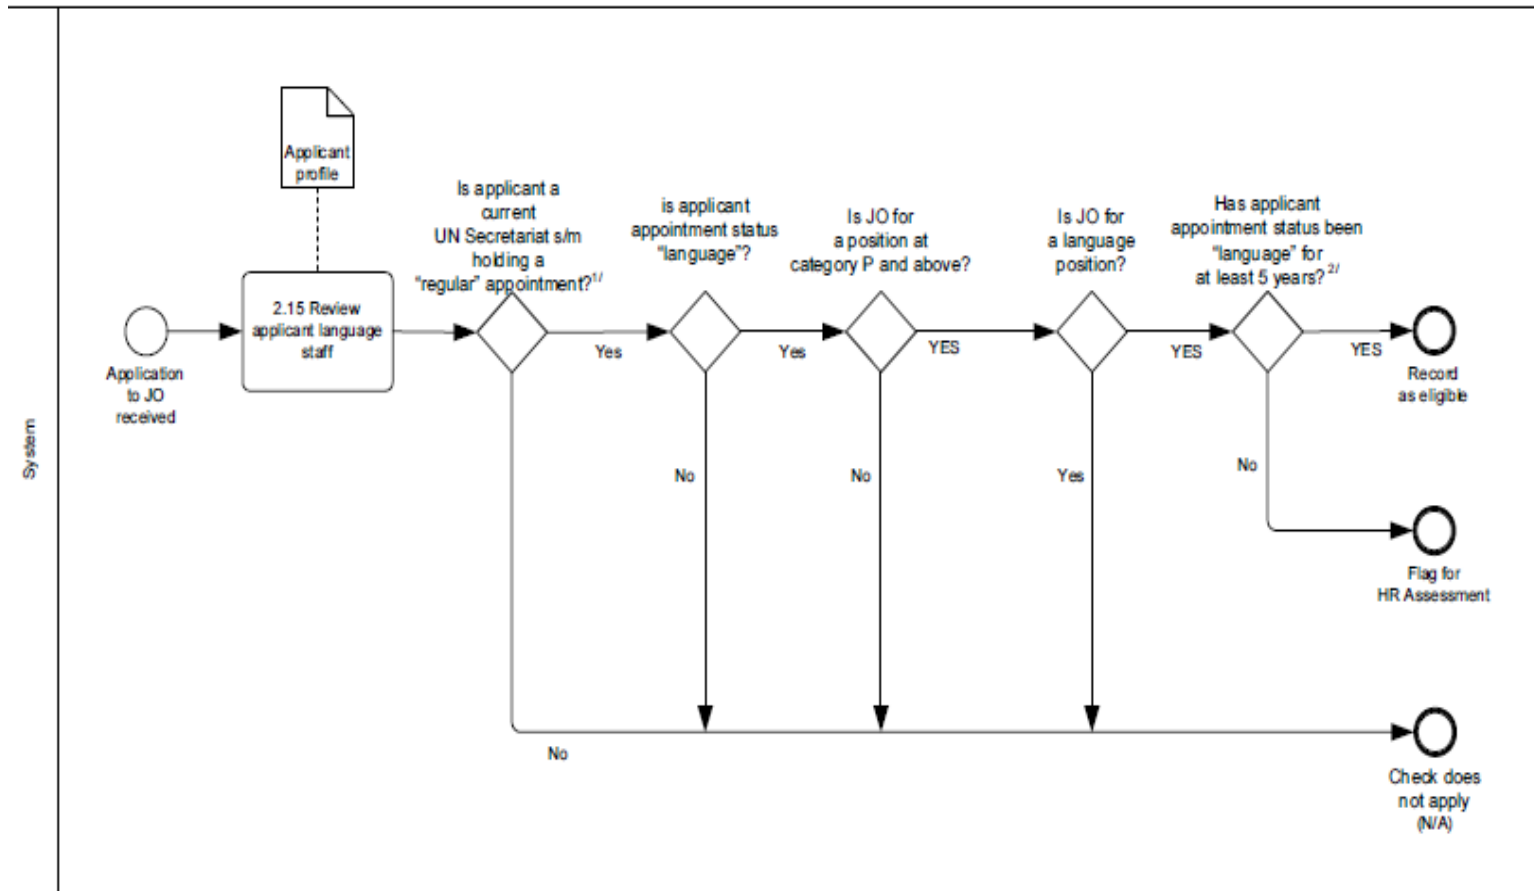 System
Applicant
profile
2.15 Review
applicant language
staff
Application
to JO
received
Is applicant a
current
UN Secretariat s/m
holding a
“regular” appointment?1/
Yes
No
is applicant
appointment status
“language”?
Yes
No
Is JO for
a position at
category P and above?
YES
No
Is JO for
a language
position?
YES
Yes
Has applicant
appointment status been
“language” for
at least 5 years? 2/
YES
No
Record
as eligible
Flag for
HR Assessment
Check does
not apply
(N/A)